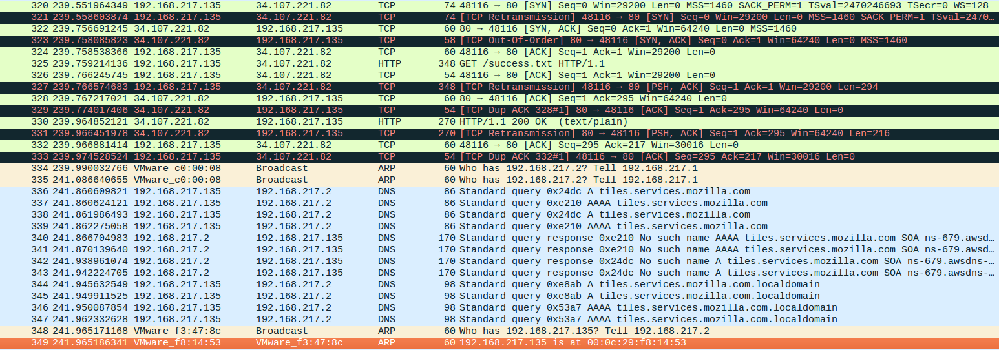 320 239.551964349 192.168.217.135 34.107.221.82 TCP 74 48116 → 80 [SYN] Seq=0 Win=29200 Len=0 MSS=1460 SACK_PERM=1 TSval=2470246693 TSecr=0 WS=128
321 239.558603874 192.168.217.135 34.107.221.82 TCP 74 [TCP Retransmission] 48116 → 80 [SYN] Seq=0 Win=29200 Len=0 MSS=1460 SACK_PERM=1 TSval=2470…
322 239.756691245 34.107.221.82 192.168.217.135 TCP 60 80 → 48116 [SYN, ACK] Seq=0 Ack=1 Win=64240 Len=0 MSS=1460
323 239.758085823 34.107.221.82 192.168.217.135 TCP 58 [TCP Out-Of-Order] 80 → 48116 [SYN, ACK] Seq=0 Ack=1 Win=64240 Len=0 MSS=1460
324 239.758538366 192.168.217.135 34.107.221.82 TCP 60 48116 → 80 [ACK] Seq=1 Ack=1 Win=29200 Len=0
325 239.759214136 192.168.217.135 34.107.221.82 HTTP 348 GET /success.txt HTTP/1.1
326 239.766245745 192.168.217.135 34.107.221.82 TCP 54 48116 → 80 [ACK] Seq=1 Ack=1 Win=29200 Len=0
327 239.766574683 192.168.217.135 34.107.221.82 TCP 348 [TCP Retransmission] 48116 → 80 [PSH, ACK] Seq=1 Ack=1 Win=29200 Len=294
328 239.767217021 34.107.221.82 192.168.217.135 TCP 60 80 → 48116 [ACK] Seq=1 Ack=295 Win=64240 Len=0
329 239.774017406 34.107.221.82 192.168.217.135 TCP 54 [TCP Dup ACK 328#1] 80 → 48116 [ACK] Seq=1 Ack=295 Win=64240 Len=0
330 239.964852121 34.107.221.82 192.168.217.135 HTTP 270 HTTP/1.1 200 OK (text/plain)
331 239.966451978 34.107.221.82 192.168.217.135 TCP 270 [TCP Retransmission] 80 → 48116 [PSH, ACK] Seq=1 Ack=295 Win=64240 Len=216
332 239.966881414 192.168.217.135 34.107.221.82 TCP 60 48116 → 80 [ACK] Seq=295 Ack=217 Win=30016 Len=0
333 239.974528524 192.168.217.135 34.107.221.82 TCP 54 [TCP Dup ACK 332#1] 48116 → 80 [ACK] Seq=295 Ack=217 Win=30016 Len=0
334 239.990032766 VMware_c0:00:08 Broadcast ARP 60 Who has 192.168.217.2? Tell 192.168.217.1
335 241.086640655 VMware_c0:00:08 Broadcast ARP 60 Who has 192.168.217.2? Tell 192.168.217.1
336 241.860609821 192.168.217.135 192.168.217.2 DNS 86 Standard query 0x24dc A tiles.services.mozilla.com
337 241.860624121 192.168.217.135 192.168.217.2 DNS 86 Standard query 0xe210 AAAA tiles.services.mozilla.com
338 241.861986493 192.168.217.135 192.168.217.2 DNS 86 Standard query 0x24dc A tiles.services.mozilla.com
339 241.862275058 192.168.217.135 192.168.217.2 DNS 86 Standard query 0xe210 AAAA tiles.services.mozilla.com
340 241.866704983 192.168.217.2 192.168.217.135 DNS 170 Standard query response 0xe210 No such name AAAA tiles.services.mozilla.com SOA ns-679.awsd…
341 241.870139640 192.168.217.2 192.168.217.135 DNS 170 Standard query response 0xe210 No such name AAAA tiles.services.mozilla.com SOA ns-679.awsd…
342 241.938961074 192.168.217.2 192.168.217.135 DNS 170 Standard query response 0x24dc No such name A tiles.services.mozilla.com SOA ns-679.awsdns-…
343 241.942224705 192.168.217.2 192.168.217.135 DNS 170 Standard query response 0x24dc No such name A tiles.services.mozilla.com SOA ns-679.awsdns-…
344 241.945632549 192.168.217.135 192.168.217.2 DNS 98 Standard query 0xe8ab A tiles.services.mozilla.com.localdomain
345 241.949911525 192.168.217.135 192.168.217.2 DNS 98 Standard query 0xe8ab A tiles.services.mozilla.com.localdomain
346 241.950087854 192.168.217.135 192.168.217.2 DNS 98 Standard query 0x53a7 AAAA tiles.services.mozilla.com.localdomain
347 241.962332628 192.168.217.135 192.168.217.2 DNS 98 Standard query 0x53a7 AAAA tiles.services.mozilla.com.localdomain
348 241.965171168 VMware_f3:47:8c Broadcast ARP 60 Who has 192.168.217.135? Tell 192.168.217.2
349 241.965186341 VMware_f8:14:53 VMware_f3:47:8c ARP 60 192.168.217.135 is at 00:0c:29:f8:14:53